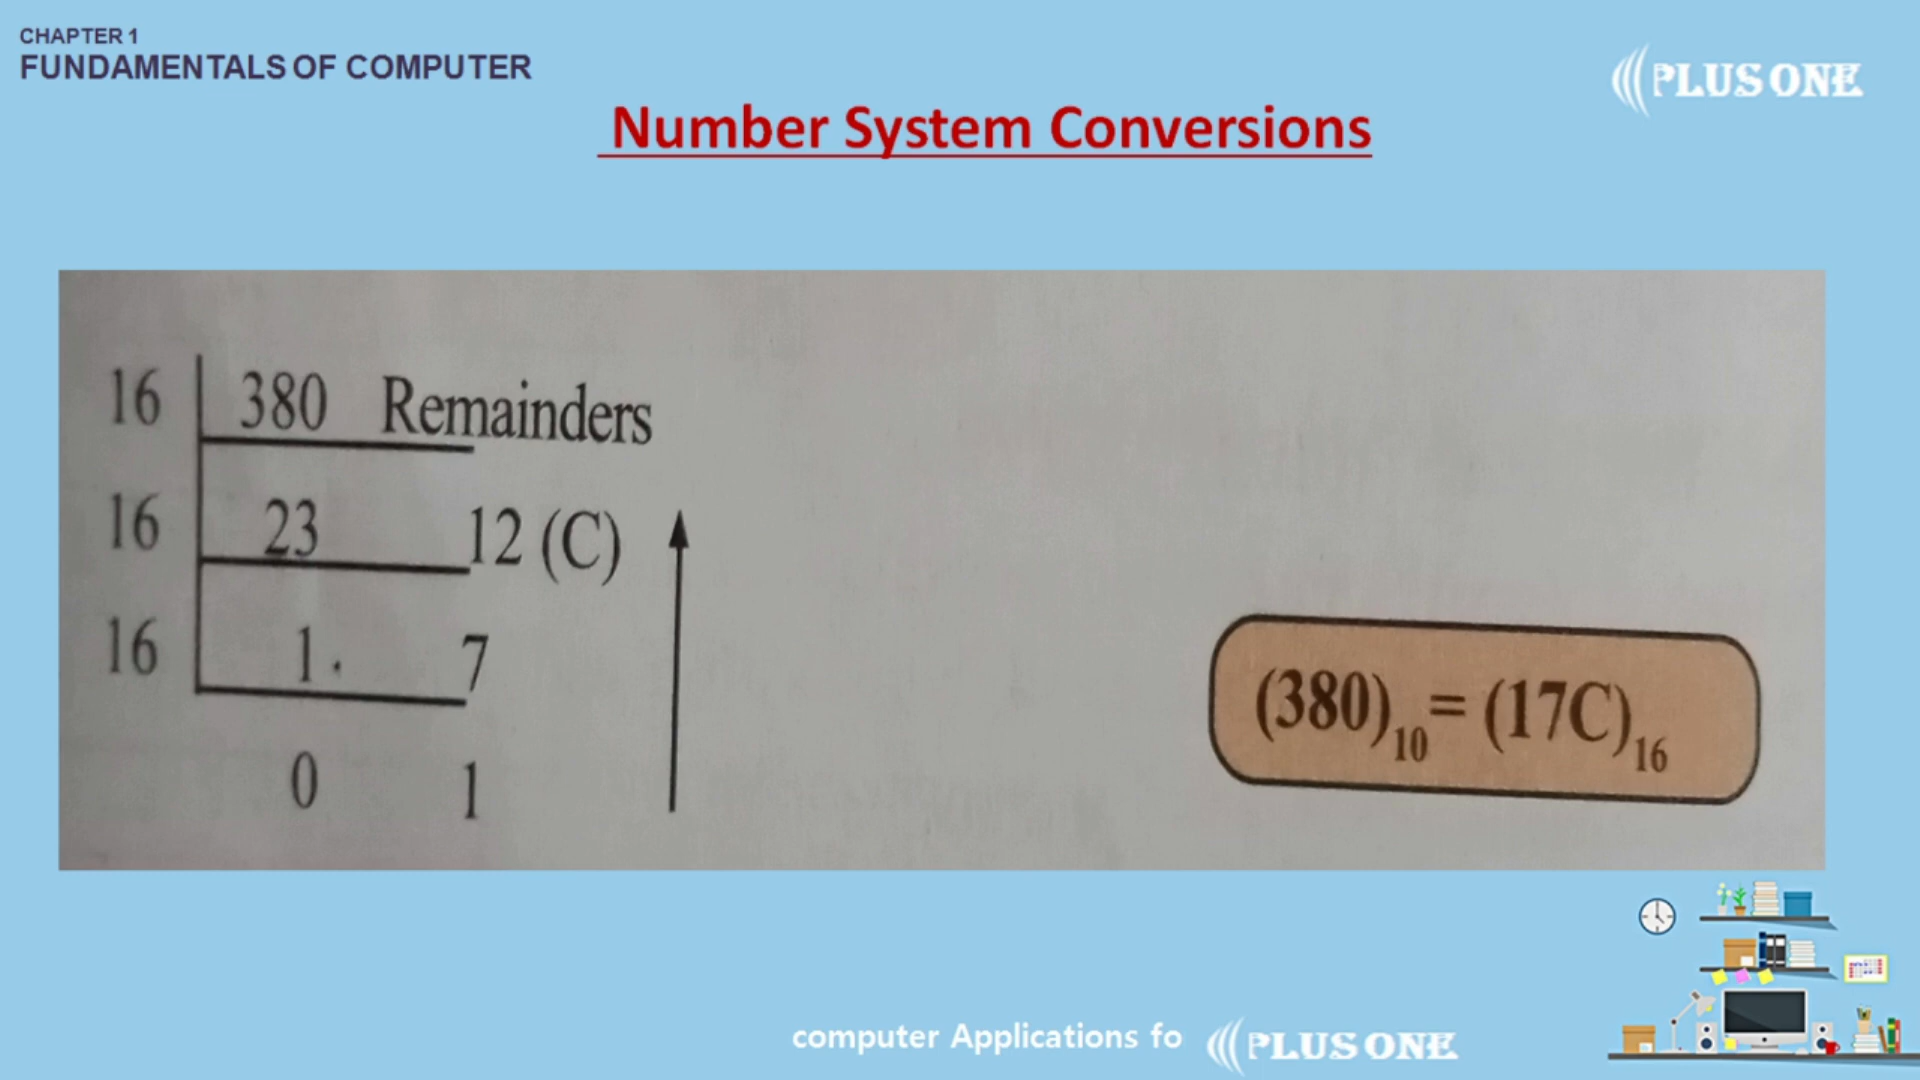 CHAPTER 1
FUNDAMENTALS OF COMPUTER
PLUS ONE
Number System Conversions
16 380 Remainders
16 23 12 (C)
16 1 7
0 1
(380)₁₀ = (17C)₁₆
computer Applications fo
PLUS ONE